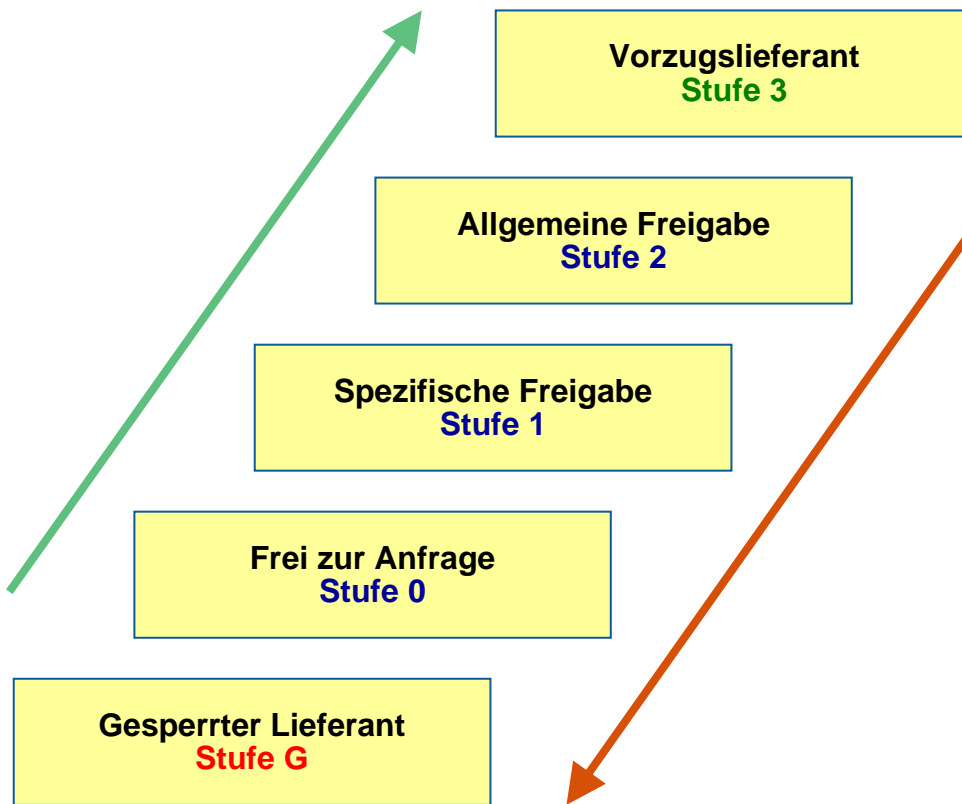 Vorzugslieferant
Stufe 3
Allgemeine Freigabe
Stufe 2
Spezifische Freigabe
Stufe 1
Frei zur Anfrage
Stufe 0
Gesperrter Lieferant
Stufe G